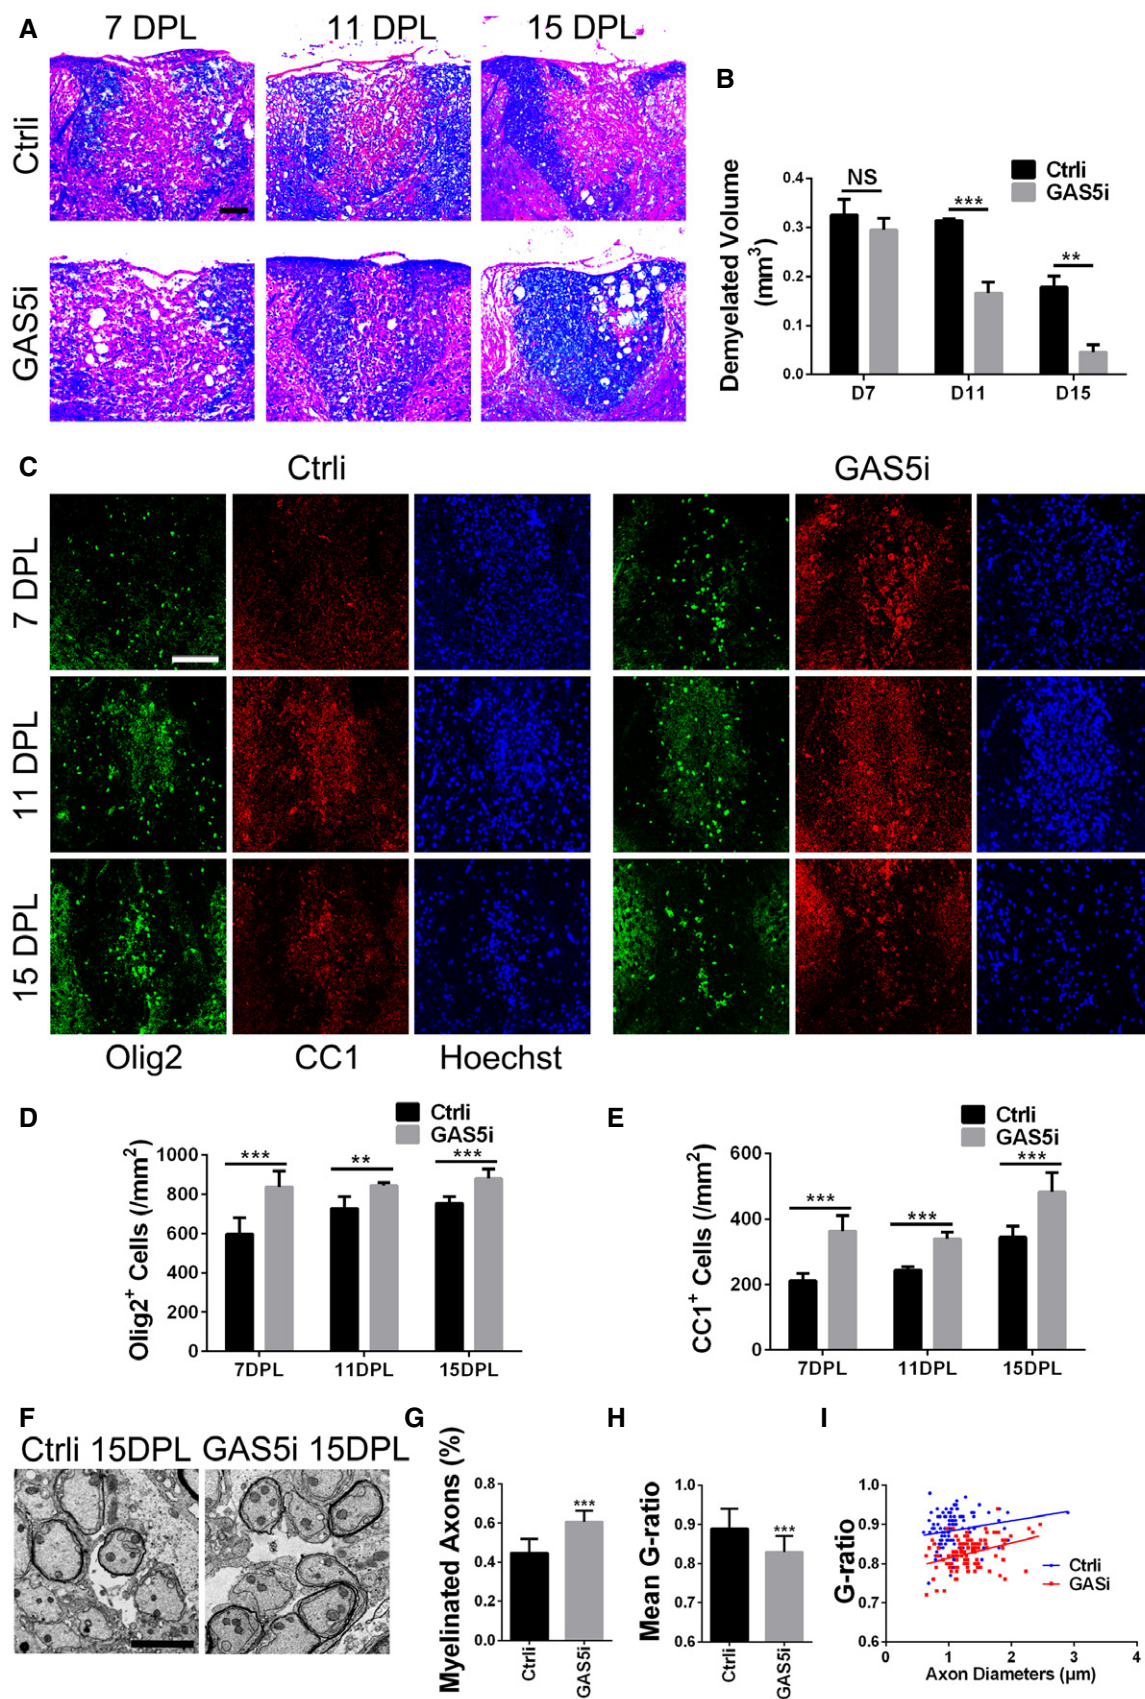 A
7 DPL 11 DPL 15 DPL
Ctrli
GAS5i
B
Ctrli
GAS5i
Demyelated Volume
(mm³)
0.4
0.3
0.2
0.1
0.0
NS
***
**
D7 D11 D15
C
Ctrli GAS5i
7 DPL
11 DPL
15 DPL
Olig2 CC1 Hoechst
D
Ctrli
GAS5i
Olig2⁺ Cells (/mm²)
1000
800
600
400
200
0
***
**
***
7DPL 11DPL 15DPL
E
Ctrli
GAS5i
CC1⁺ Cells (/mm²)
600
400
200
0
***
***
***
7DPL 11DPL 15DPL
F
Ctrli 15DPL GAS5i 15DPL
G
Myelinated Axons (%)
0.8
0.6
0.4
0.2
0.0
***
Ctrli
GAS5i
H
Mean G-ratio
1.0
0.9
0.8
0.7
0.6
***
Ctrli
GAS5i
I
G-ratio
1.0
0.9
0.8
0.7
0.6
Ctrli
GASi
0 1 2 3 4
Axon Diameters (μm)